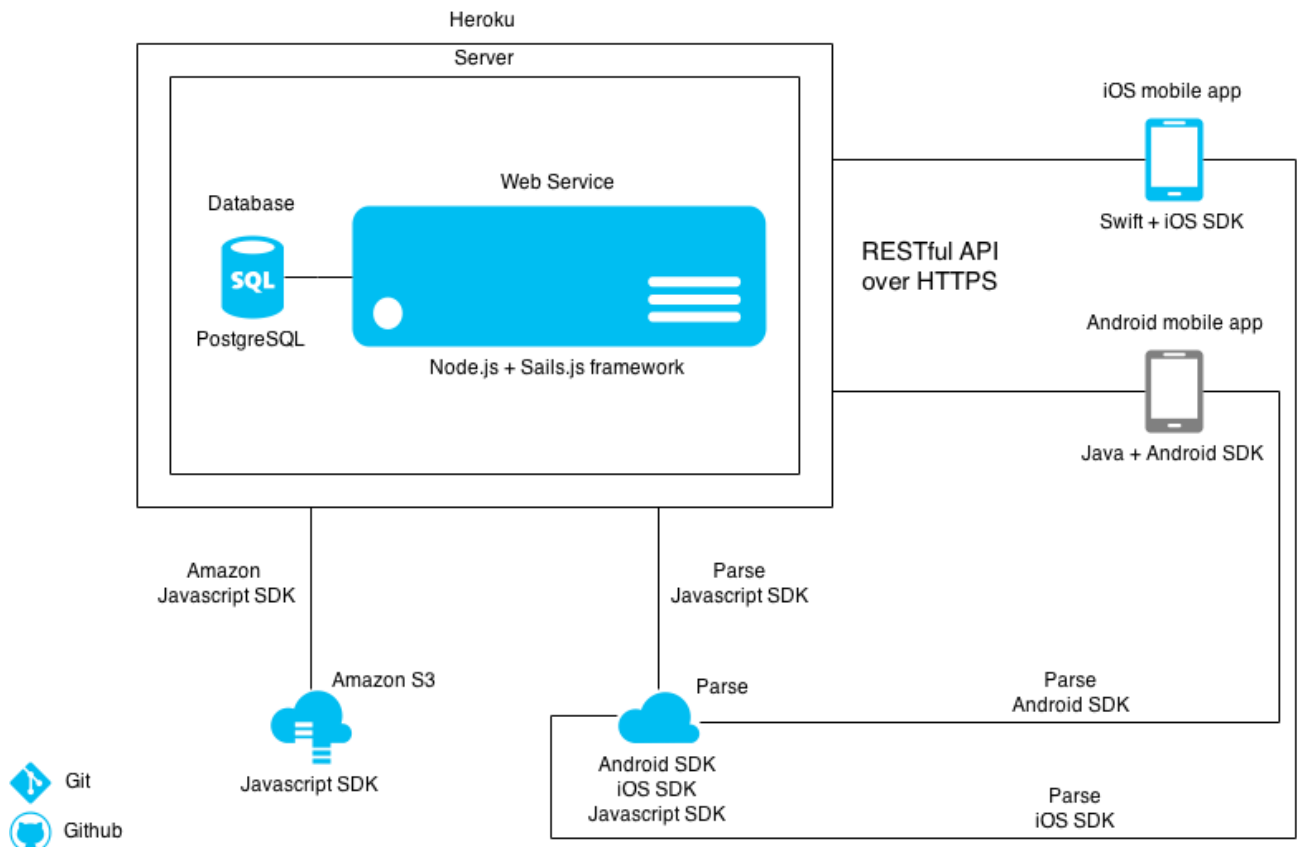 Heroku
Server
iOS mobile app
Web Service
Database
Swift + iOS SDK
RESTful API
over HTTPS
SQL
Android mobile app
PostgreSQL
Node.js + Sails.js framework
Java + Android SDK
Amazon
Javascript SDK
Parse
Javascript SDK
Amazon S3
Parse
Parse
Android SDK
Javascript SDK
Android SDK
iOS SDK
Javascript SDK
Parse
iOS SDK
Git
Github